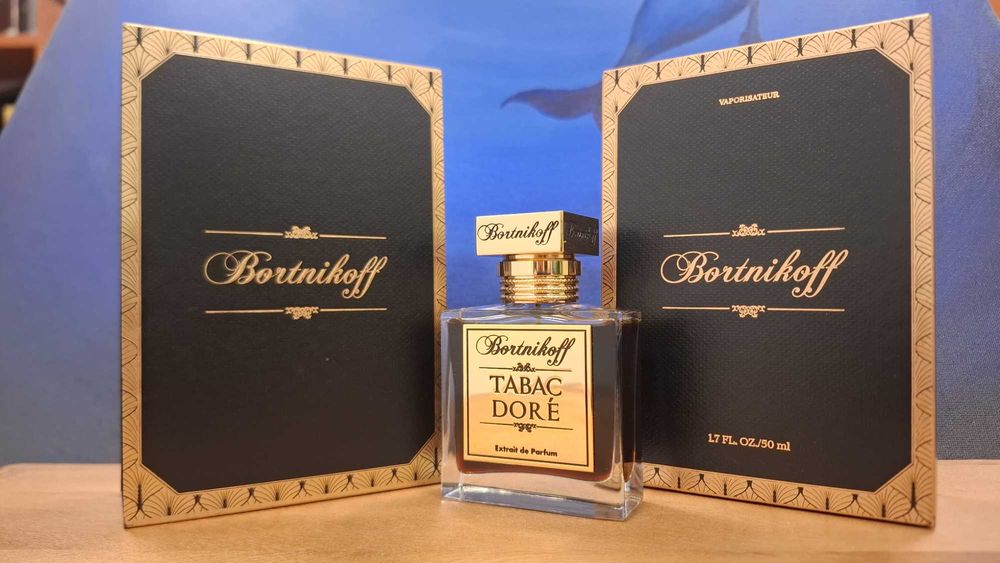 Bortnikoff
Bortnikoff
Bortnikoff
TABAC
DORÉ
Extrait de Parfum
VAPORISATEUR
Bortnikoff
1.7 FL. OZ./50 ml